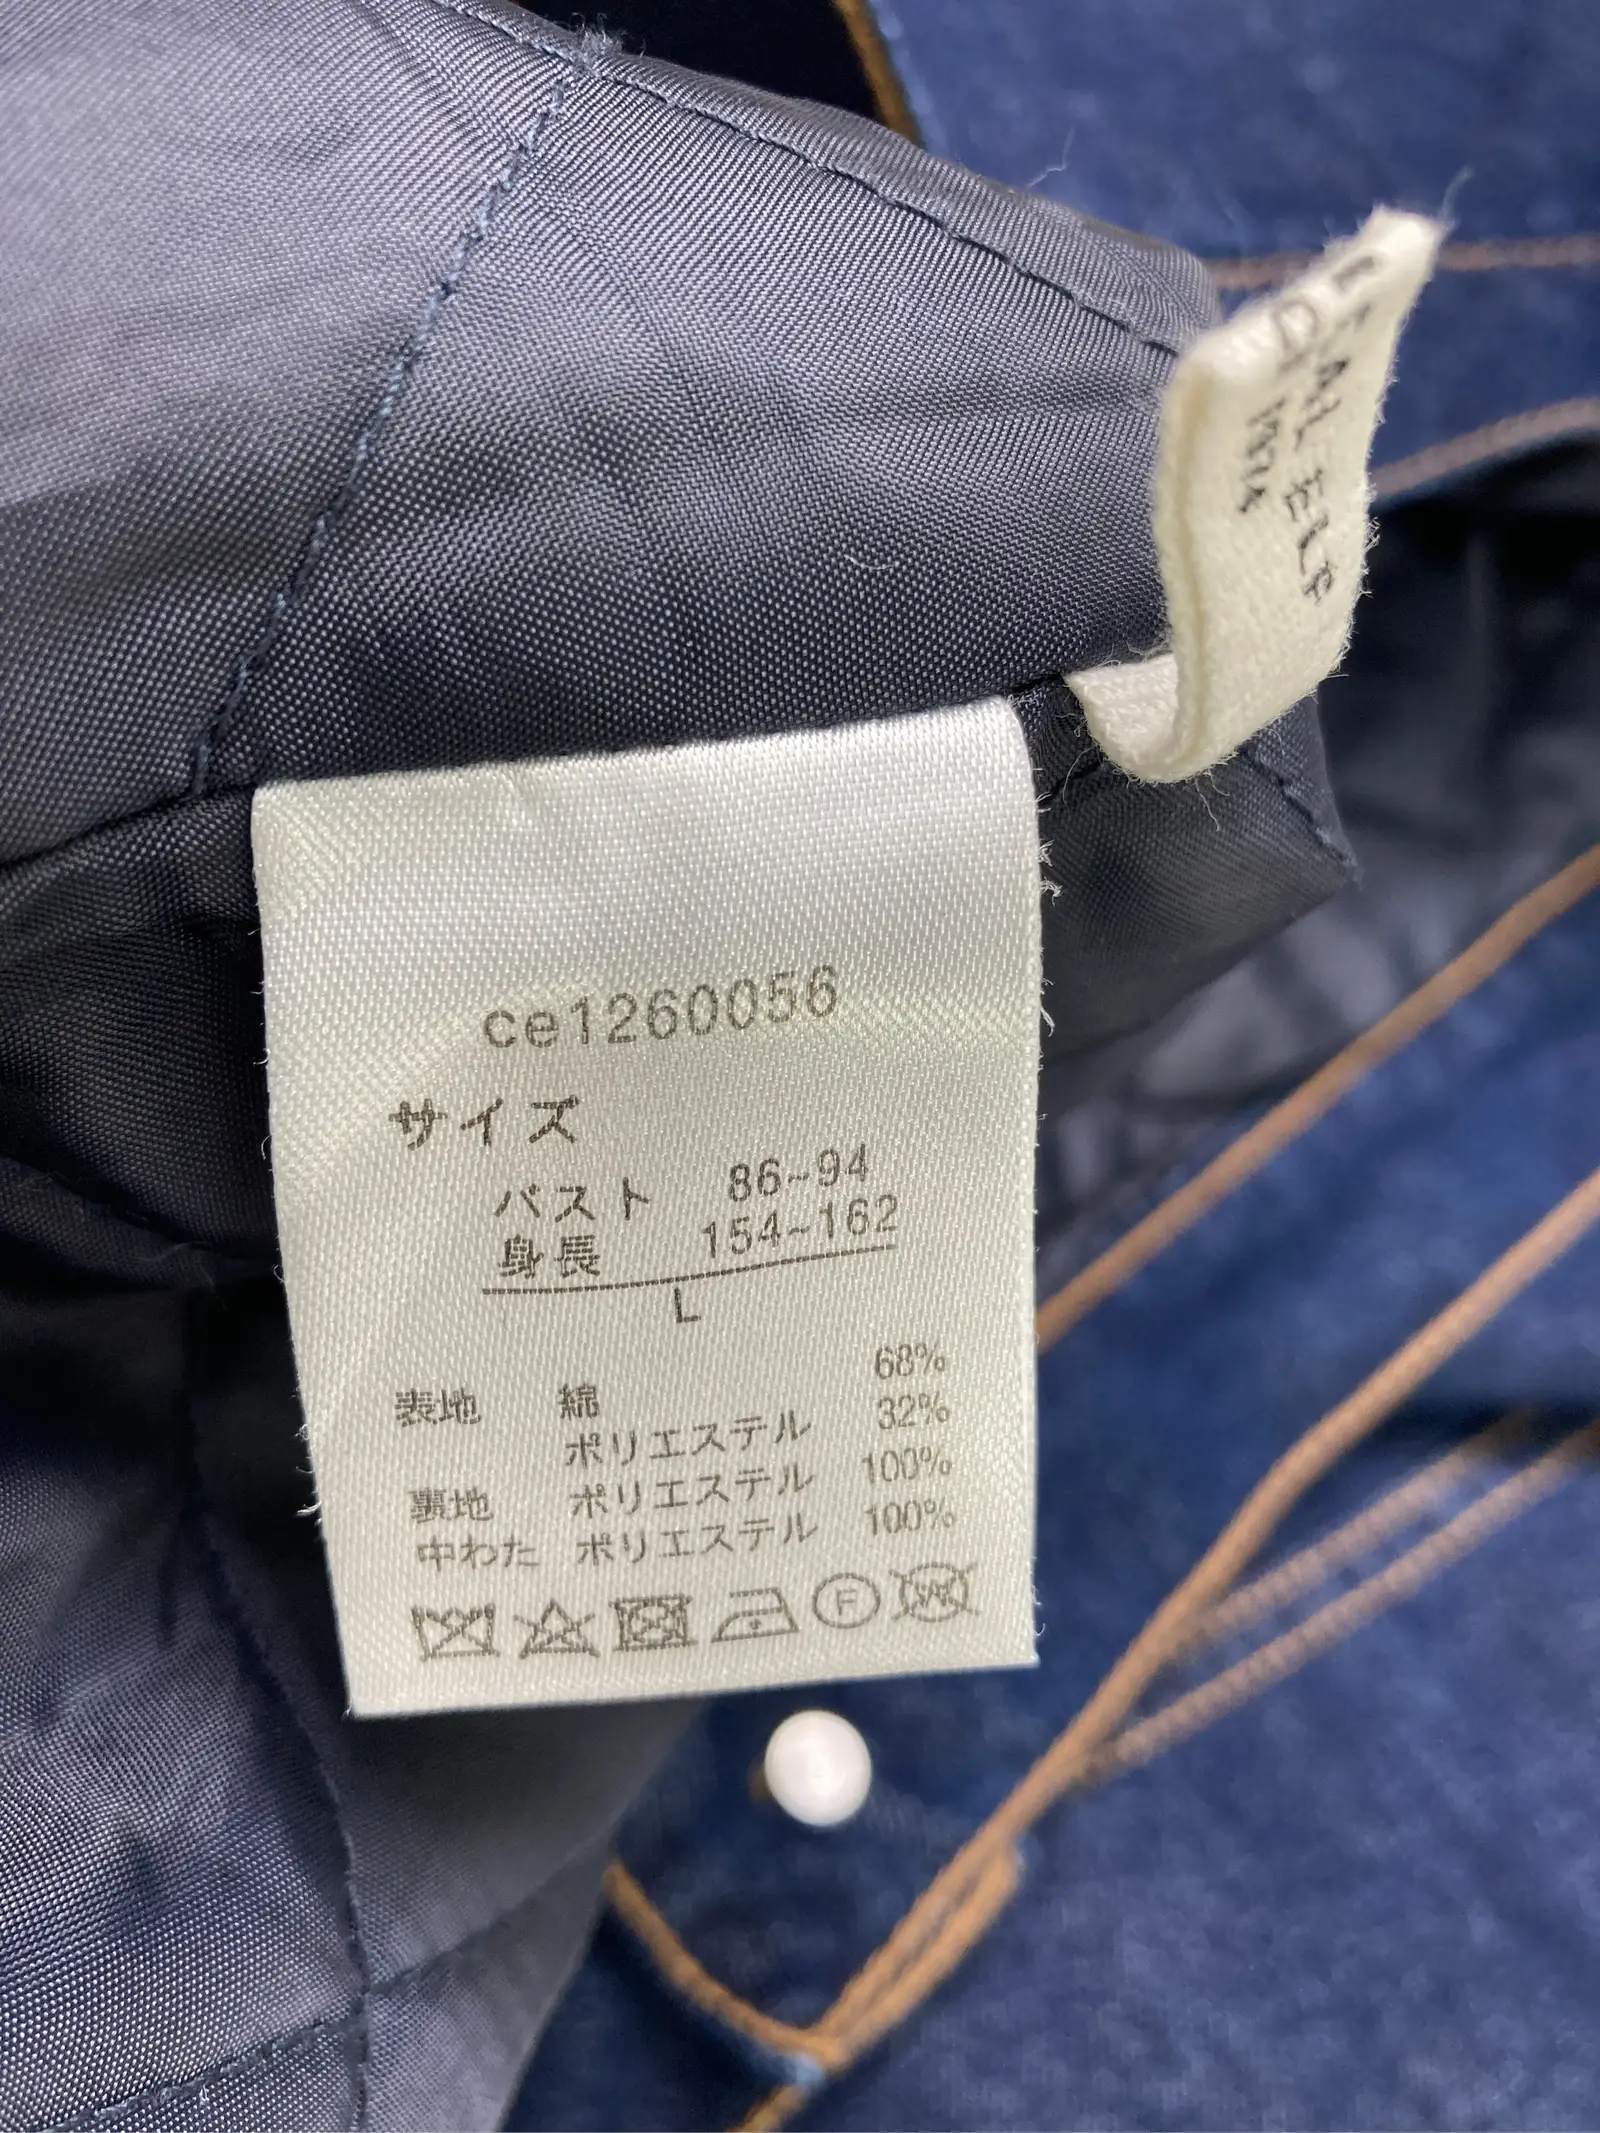 ce1260056
サイズ
バスト 86~94
身長 154~162
L
表地 綿 68%
ポリエステル 32%
裏地 ポリエステル 100%
中わた ポリエステル 100%
F